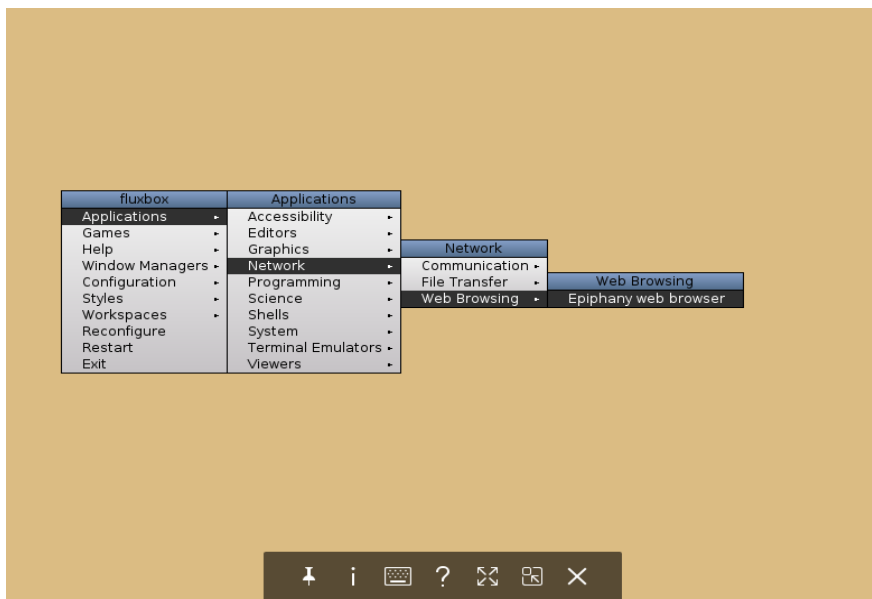 fluxbox
Applications
Games
Help
Window Managers
Configuration
Styles
Workspaces
Reconfigure
Restart
Exit
Applications
Accessibility
Editors
Graphics
Network
Programming
Science
Shells
System
Terminal Emulators
Viewers
Network
Communication
File Transfer
Web Browsing
Web Browsing
Epiphany web browser
i
?